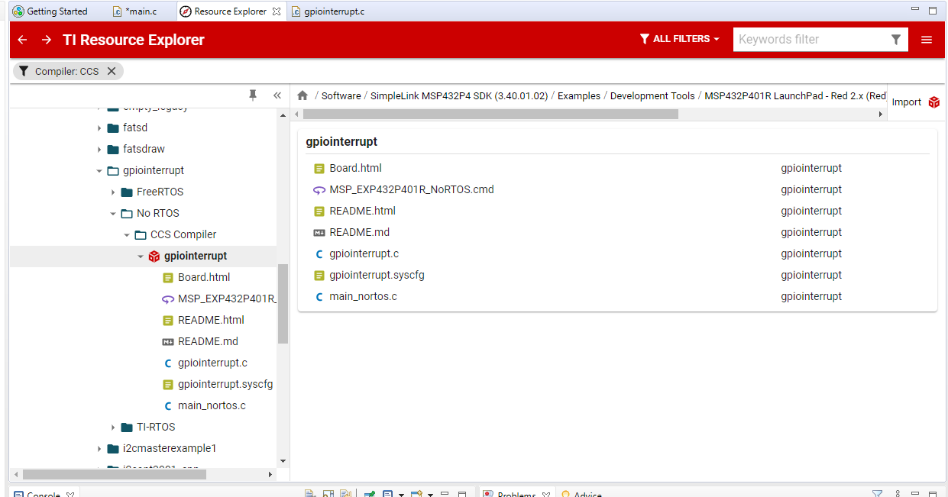 Getting Started
*main.c
Resource Explorer
gpiointerrupt.c
TI Resource Explorer
ALL FILTERS
Keywords filter
Compiler: CCS
/ Software / SimpleLink MSP432P4 SDK (3.40.01.02) / Examples / Development Tools / MSP432P401R LaunchPad - Red 2.x (Red
Import
empty_legacy
fatsd
fatsdraw
gpiointerrupt
FreeRTOS
No RTOS
CCS Compiler
gpiointerrupt
Board.html
MSP_EXP432P401R_
README.html
README.md
gpiointerrupt.c
gpiointerrupt.syscfg
main_nortos.c
TI-RTOS
i2cmasterexample1
gpiointerrupt
Board.html gpiointerrupt
MSP_EXP432P401R_NoRTOS.cmd gpiointerrupt
README.html gpiointerrupt
README.md gpiointerrupt
gpiointerrupt.c gpiointerrupt
gpiointerrupt.syscfg gpiointerrupt
main_nortos.c gpiointerrupt
Console
Problems
Advice